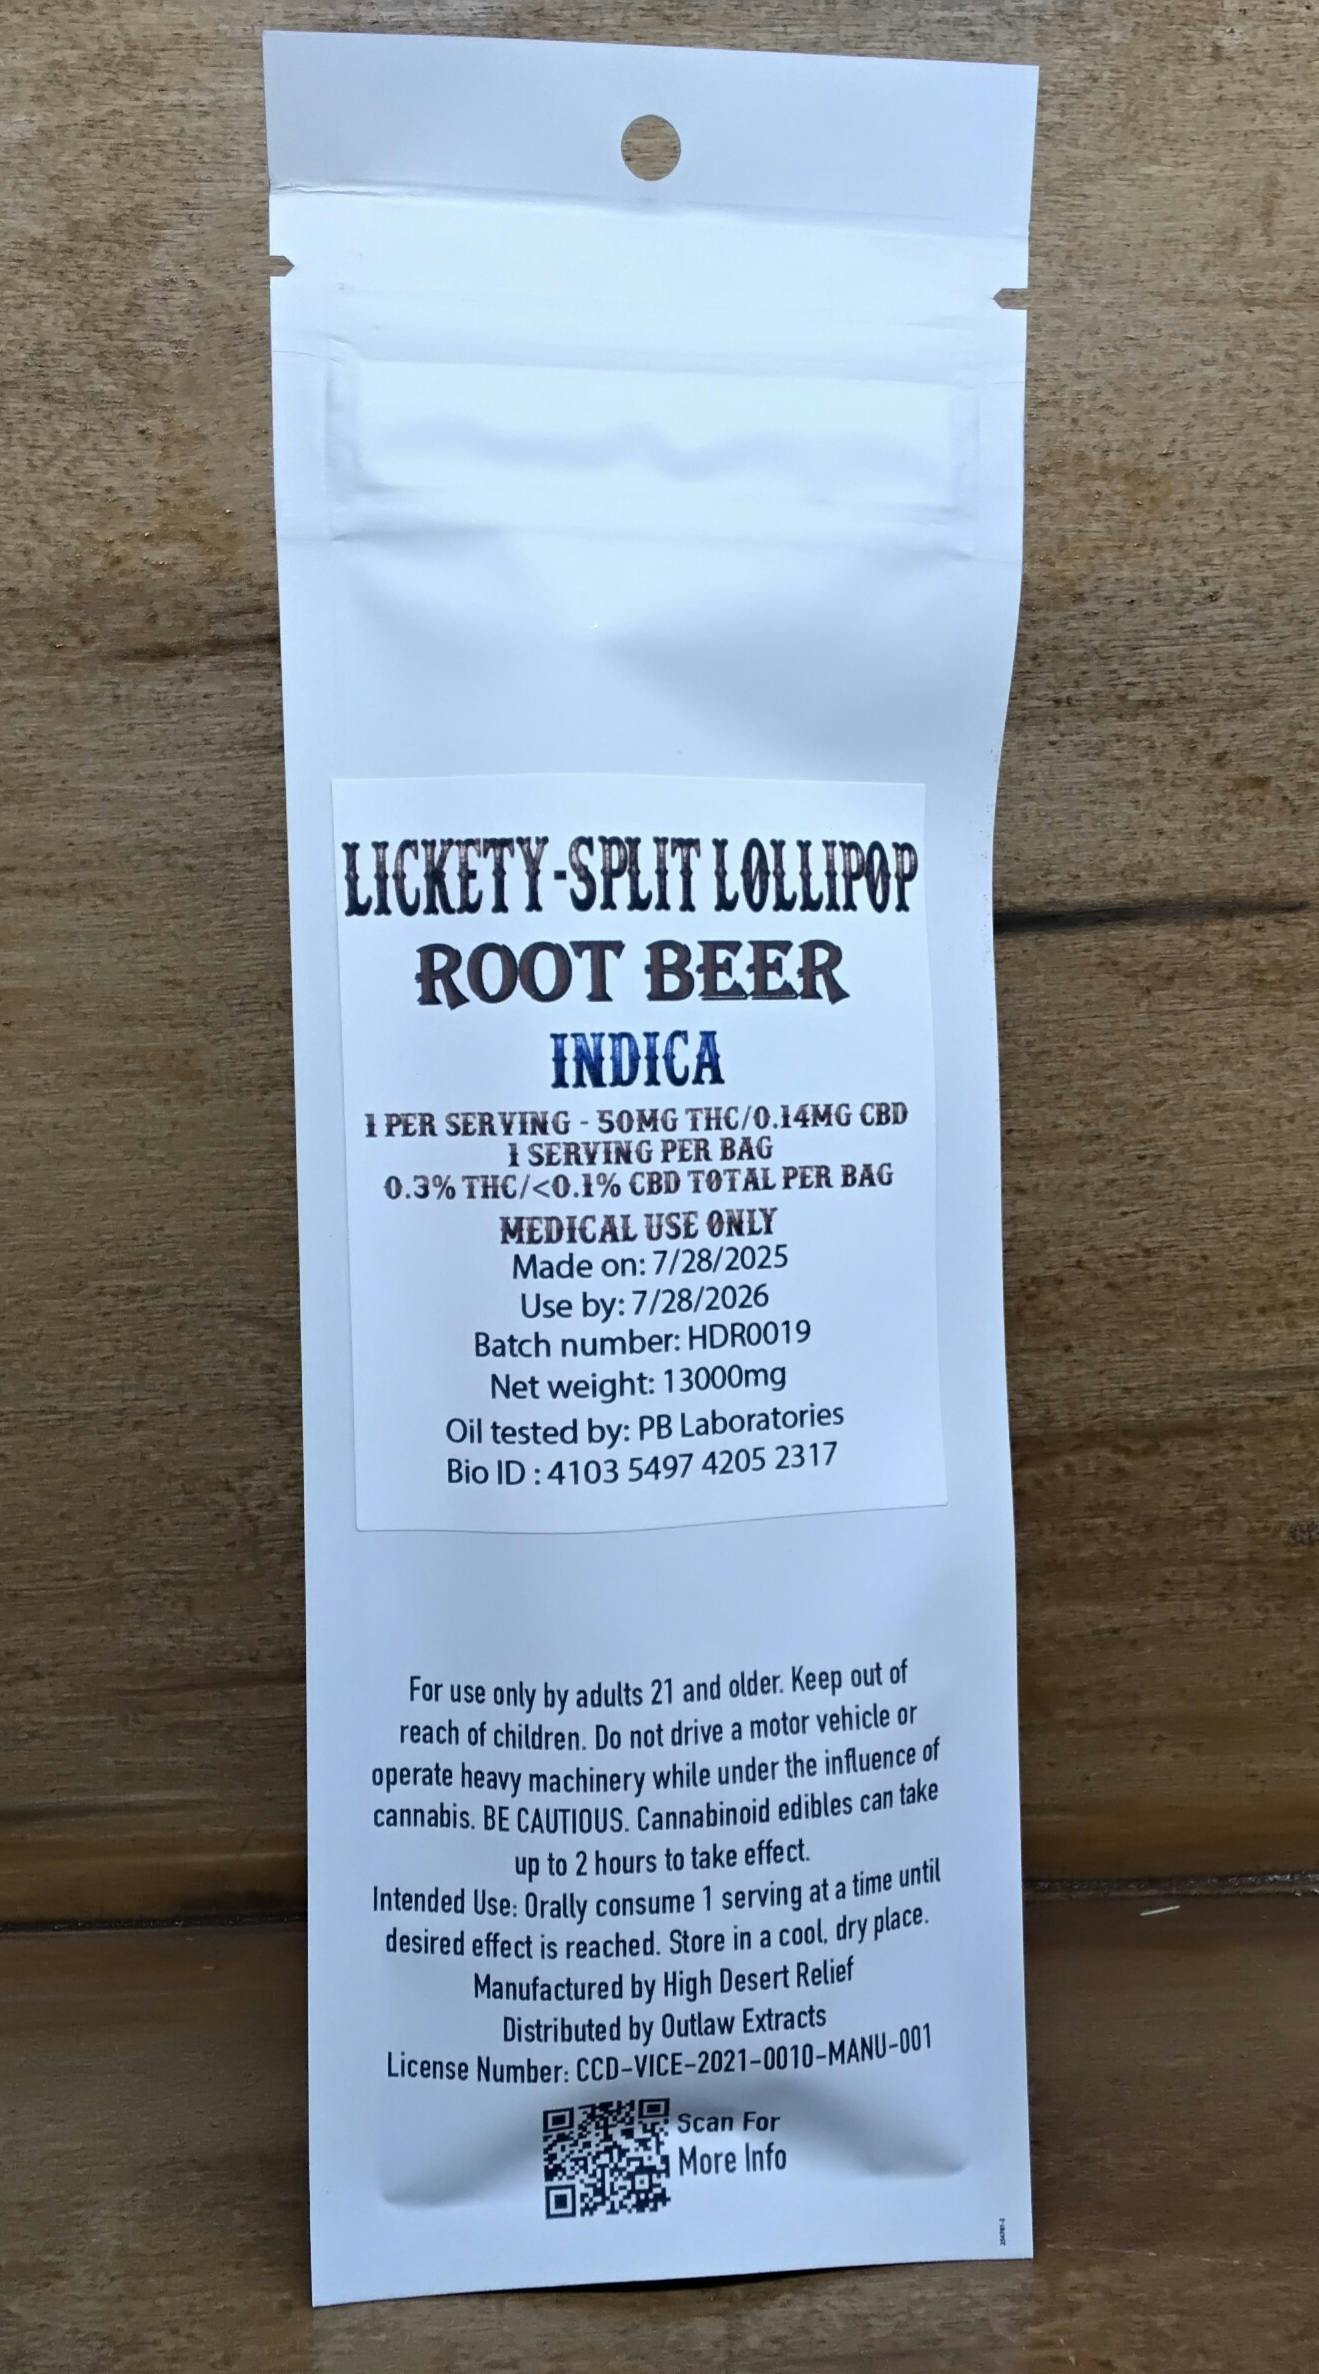 LICKETY-SPLIT LOLLIPOP
ROOT BEER
INDICA
1 PER SERVING - 50MG THC/0.14MG CBD
1 SERVING PER BAG
0.3% THC/<0.1% CBD TOTAL PER BAG
MEDICAL USE ONLY
Made on: 7/28/2025
Use by: 7/28/2026
Batch number: HDR0019
Net weight: 13000mg
Oil tested by: PB Laboratories
Bio ID : 4103 5497 4205 2317
For use only by adults 21 and older. Keep out of
reach of children. Do not drive a motor vehicle or
operate heavy machinery while under the influence of
cannabis. BE CAUTIOUS. Cannabinoid edibles can take
up to 2 hours to take effect.
Intended Use: Orally consume 1 serving at a time until
desired effect is reached. Store in a cool, dry place.
Manufactured by High Desert Relief
Distributed by Outlaw Extracts
License Number: CCD-VICE-2021-0010-MANU-001
Scan For
More Info